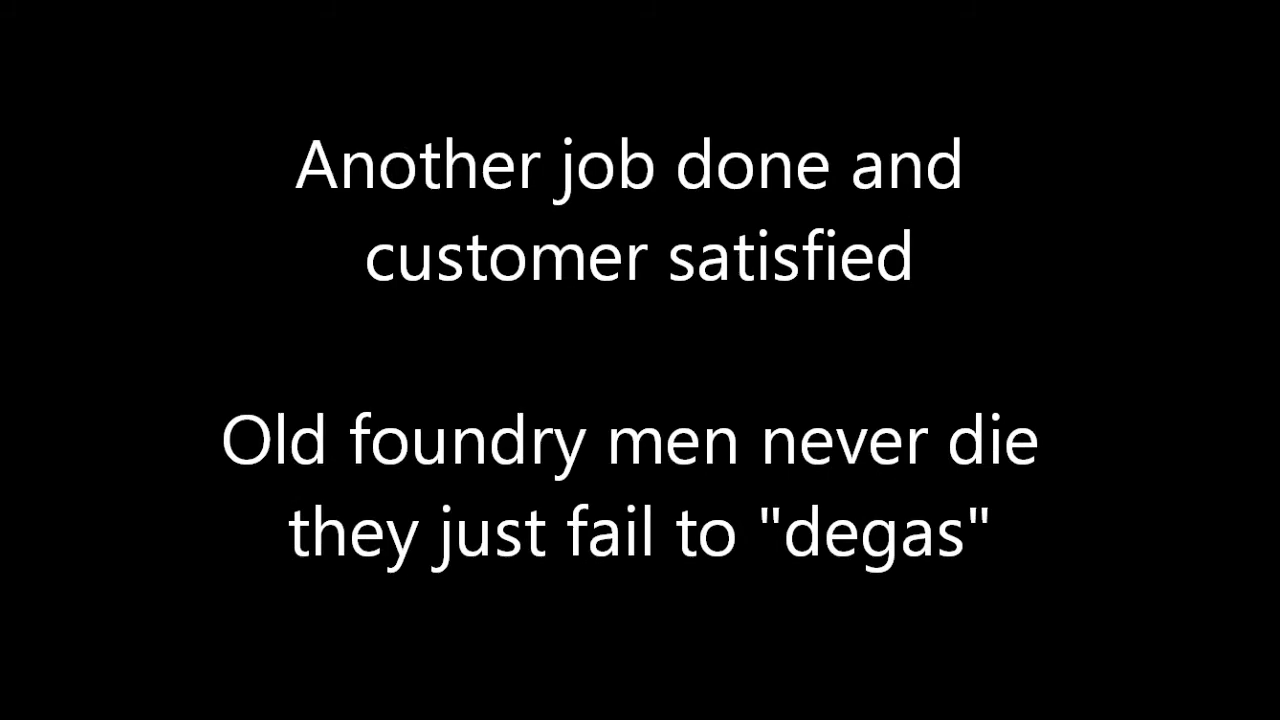 Another job done and
customer satisfied
Old foundry men never die
they just fail to "degas"